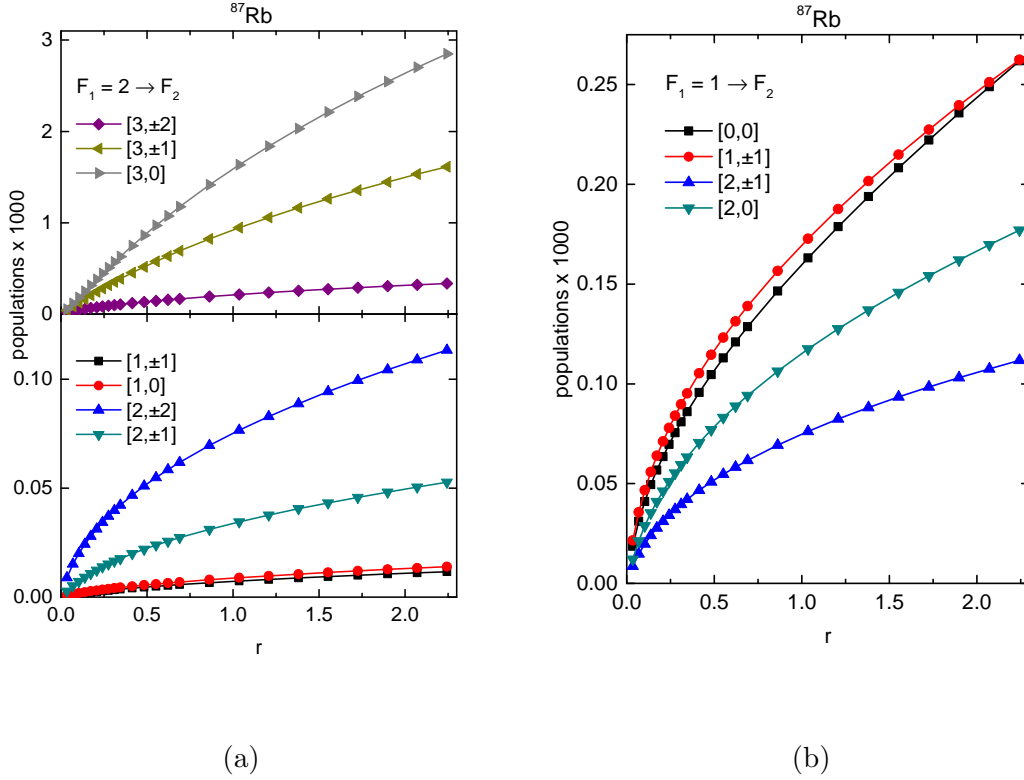 ⁸⁷Rb
F₁ = 2 → F₂
[3,±2]
[3,±1]
[3,0]
3
2
1
0
populations x 1000
[1,±1]
[1,0]
[2,±2]
[2,±1]
0.10
0.05
0.00
0.0 0.5 1.0 1.5 2.0
r
(a)
⁸⁷Rb
F₁ = 1 → F₂
[0,0]
[1,±1]
[2,±1]
[2,0]
0.25
0.20
0.15
0.10
0.05
0.00
populations x 1000
0.0 0.5 1.0 1.5 2.0
r
(b)